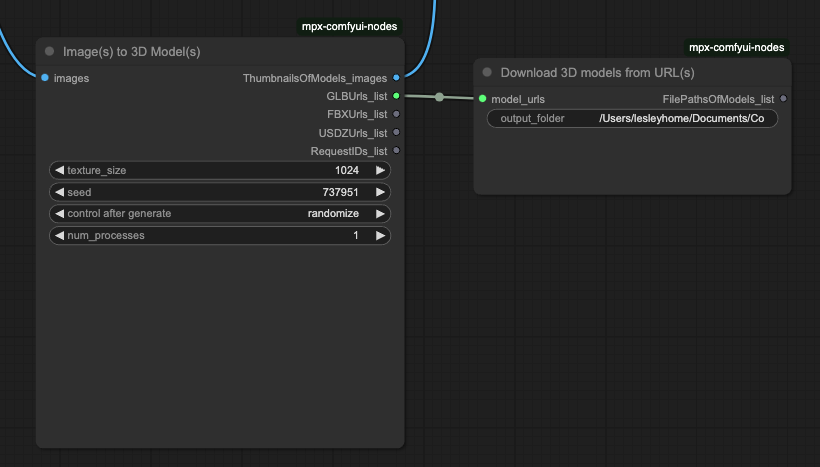 mpx-comfyui-nodes
Image(s) to 3D Model(s)
images
ThumbnailsOfModels_images
GLBUrls_list
FBXUrls_list
USDZUrls_list
RequestIDs_list
texture_size 1024
seed 737951
control after generate randomize
num_processes 1
mpx-comfyui-nodes
Download 3D models from URL(s)
model_urls FilePathsOfModels_list
output_folder /Users/lesleyhome/Documents/Co